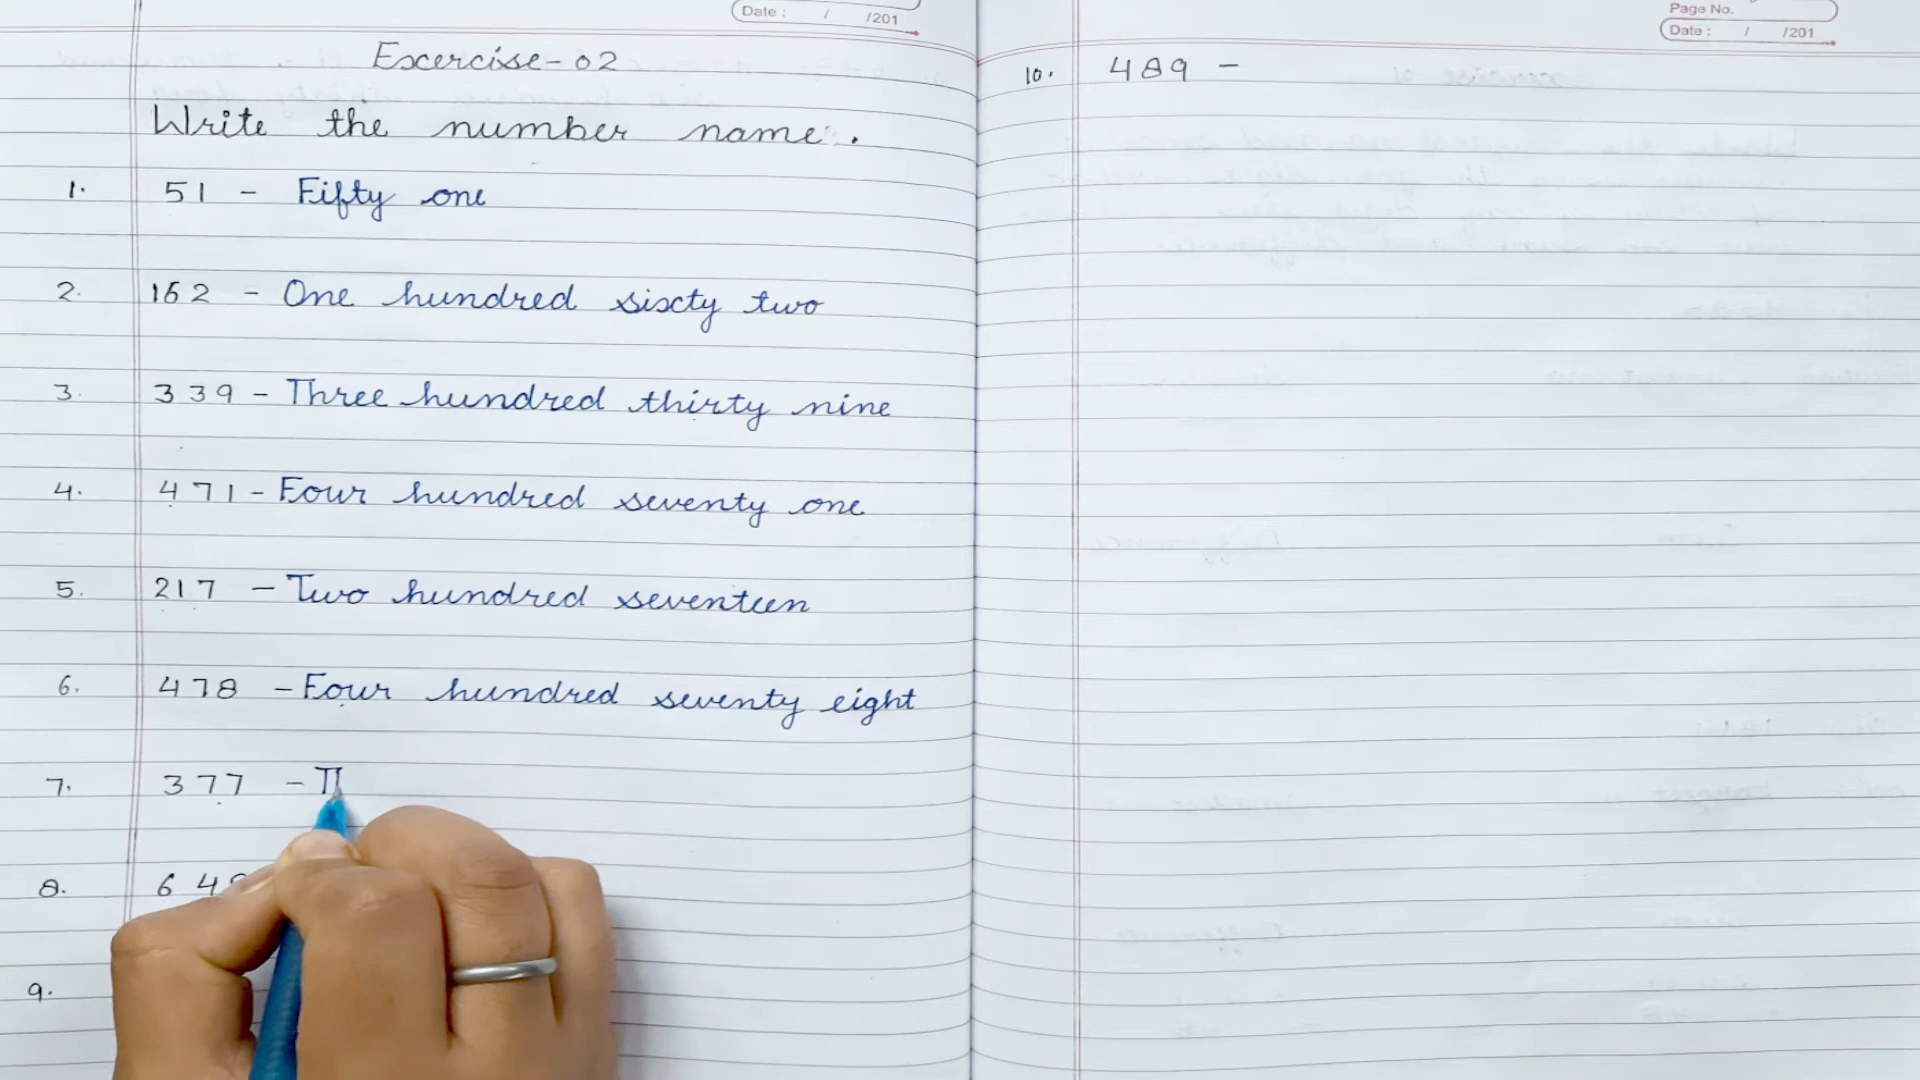 Date : / /201
Excercise-02
Write the number name.
1. 51 - Fifty one
2. 162 - One hundred sixty two
3. 339 - Three hundred thirty nine
4. 471 - Four hundred seventy one
5. 217 - Two hundred seventeen
6. 478 - Four hundred seventy eight
7. 377 -
8. 64
9.
Page No.
Date : / /201
10. 489 -